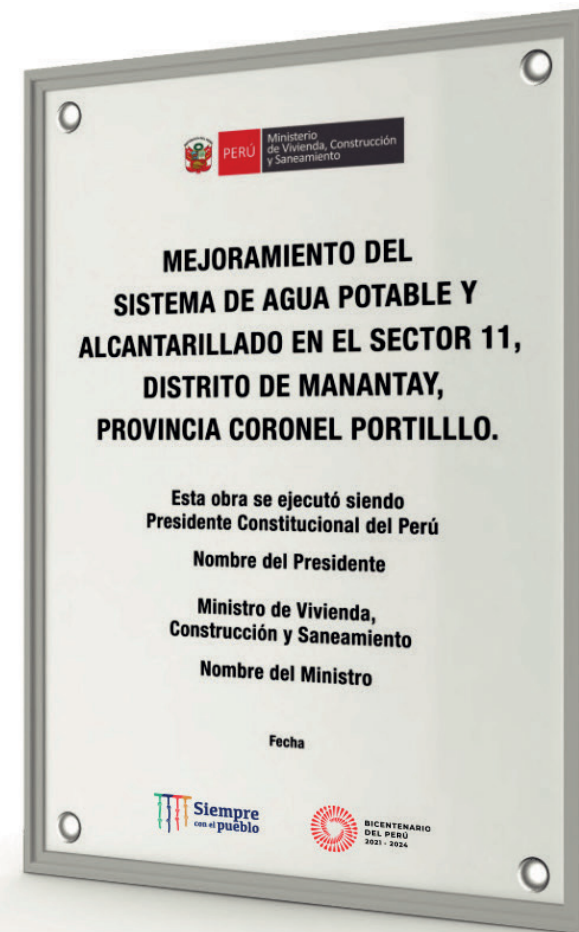 PERÚ
Ministerio
de Vivienda, Construcción
y Saneamiento
MEJORAMIENTO DEL
SISTEMA DE AGUA POTABLE Y
ALCANTARILLADO EN EL SECTOR 11,
DISTRITO DE MANANTAY,
PROVINCIA CORONEL PORTILLLO.
Esta obra se ejecutó siendo
Presidente Constitucional del Perú
Nombre del Presidente
Ministro de Vivienda,
Construcción y Saneamiento
Nombre del Ministro
Fecha
Siempre
con el pueblo
BICENTENARIO
DEL PERÚ
2021 - 2024